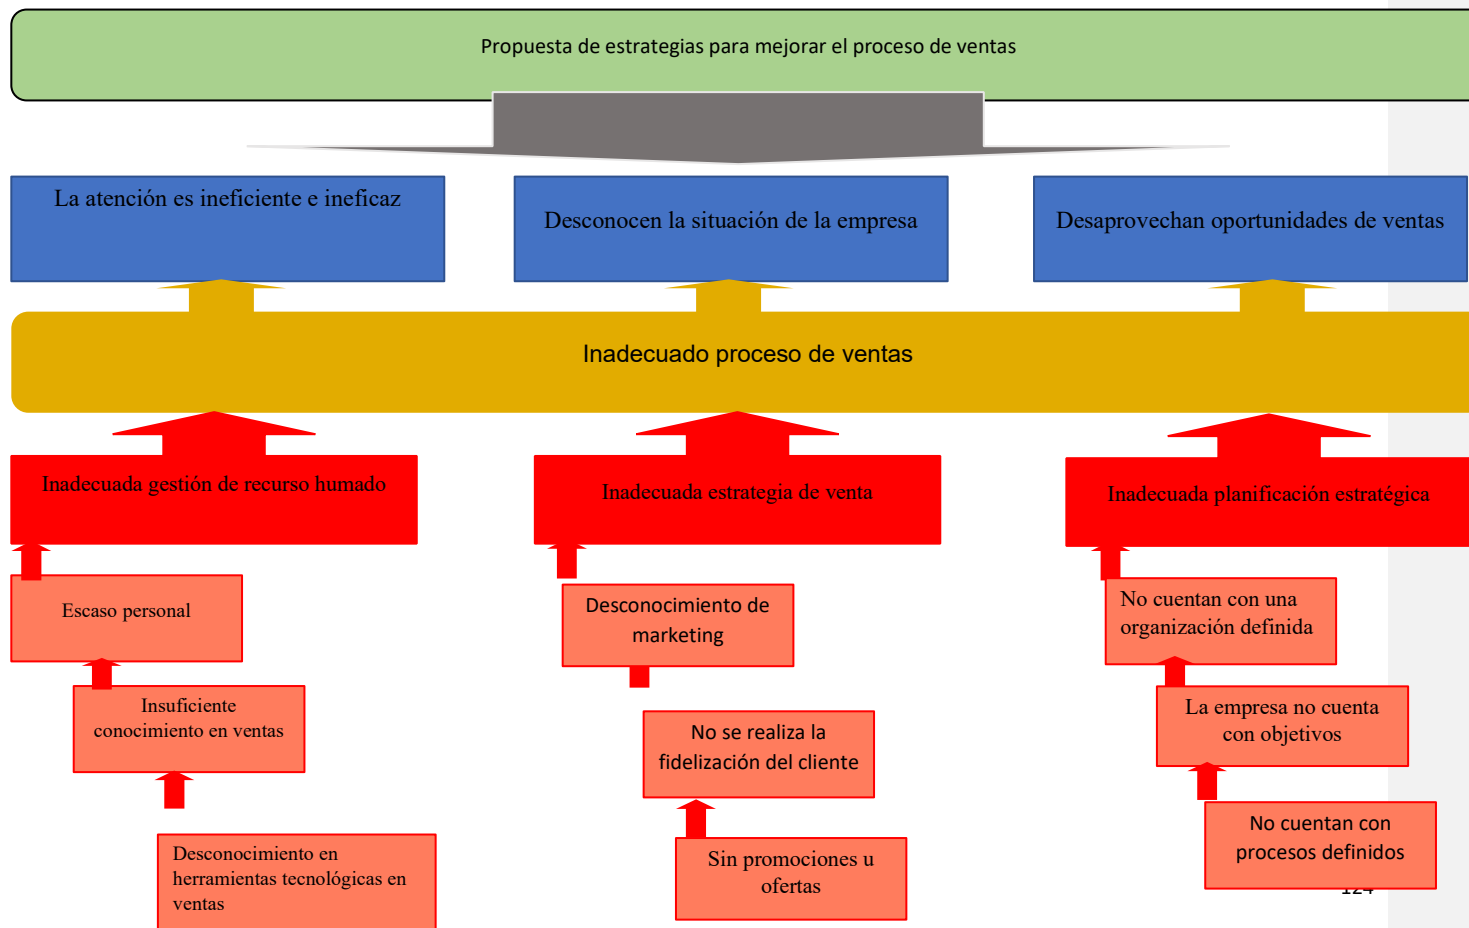 Propuesta de estrategias para mejorar el proceso de ventas
La atención es ineficiente e ineficaz
Desconocen la situación de la empresa
Desaprovechan oportunidades de ventas
Inadecuado proceso de ventas
Inadecuada gestión de recurso humado
Inadecuada estrategia de venta
Inadecuada planificación estratégica
Escaso personal
Desconocimiento de
marketing
No cuentan con una
organización definida
Insuficiente
conocimiento en ventas
No se realiza la
fidelización del cliente
La empresa no cuenta
con objetivos
Desconocimiento en
herramientas tecnológicas en
ventas
Sin promociones u
ofertas
No cuentan con
procesos definidos
124